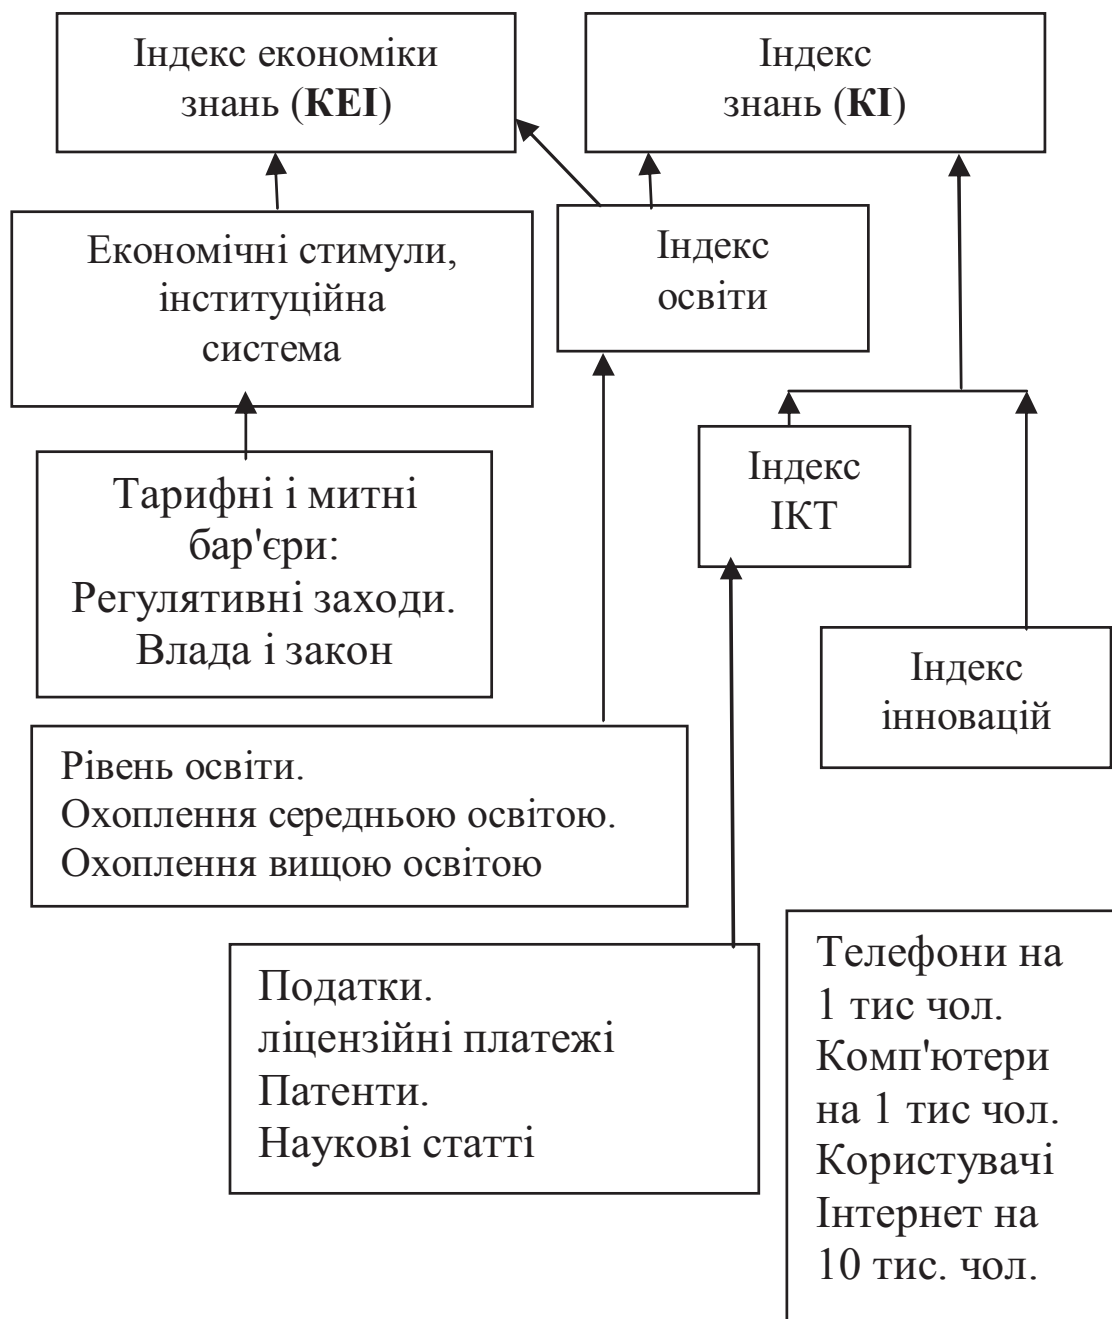 Індекс економіки
знань (КЕІ)
Індекс
знань (КІ)
Економічні стимули,
інституційна
система
Індекс
освіти
Тарифні і митні
бар'єри:
Регулятивні заходи.
Влада і закон
Індекс
ІКТ
Індекс
інновацій
Рівень освіти.
Охоплення середньою освітою.
Охоплення вищою освітою
Податки.
ліцензійні платежі
Патенти.
Наукові статті
Телефони на
1 тис чол.
Комп'ютери
на 1 тис чол.
Користувачі
Інтернет на
10 тис. чол.